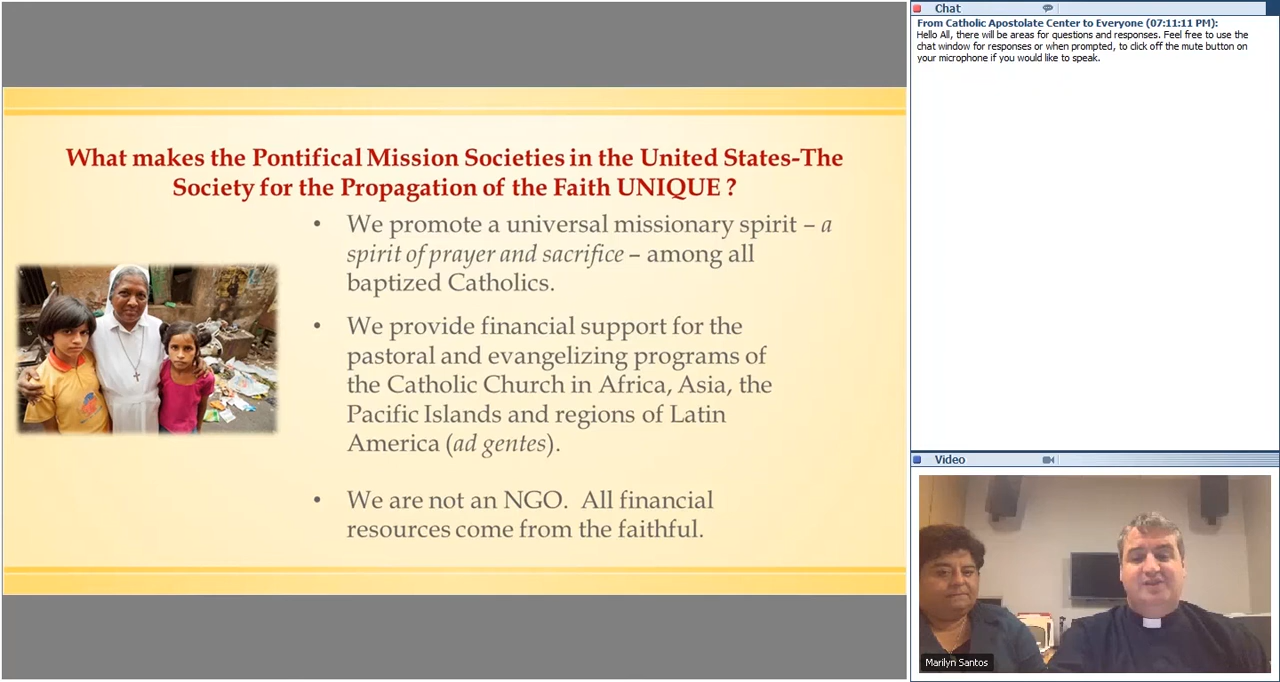 What makes the Pontifical Mission Societies in the United States-The
Society for the Propagation of the Faith UNIQUE ?
• We promote a universal missionary spirit – a
spirit of prayer and sacrifice – among all
baptized Catholics.
• We provide financial support for the
pastoral and evangelizing programs of
the Catholic Church in Africa, Asia, the
Pacific Islands and regions of Latin
America (ad gentes).
• We are not an NGO.  All financial
resources come from the faithful.
Chat
From Catholic Apostolate Center to Everyone (07:11:11 PM):
Hello All, there will be areas for questions and responses. Feel free to use the
chat window for responses or when prompted, to click off the mute button on
your microphone if you would like to speak.
Video
Marilyn Santos